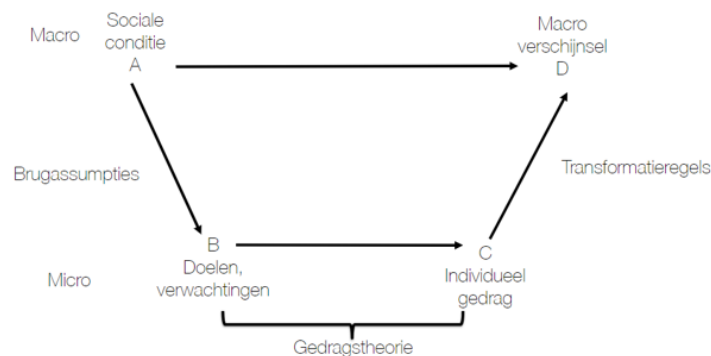 Macro
Sociale
conditie
A
Macro
verschijnsel
D
Brugassumpties
Transformatieregels
B
Doelen,
verwachtingen
C
Individueel
gedrag
Micro
Gedragstheorie